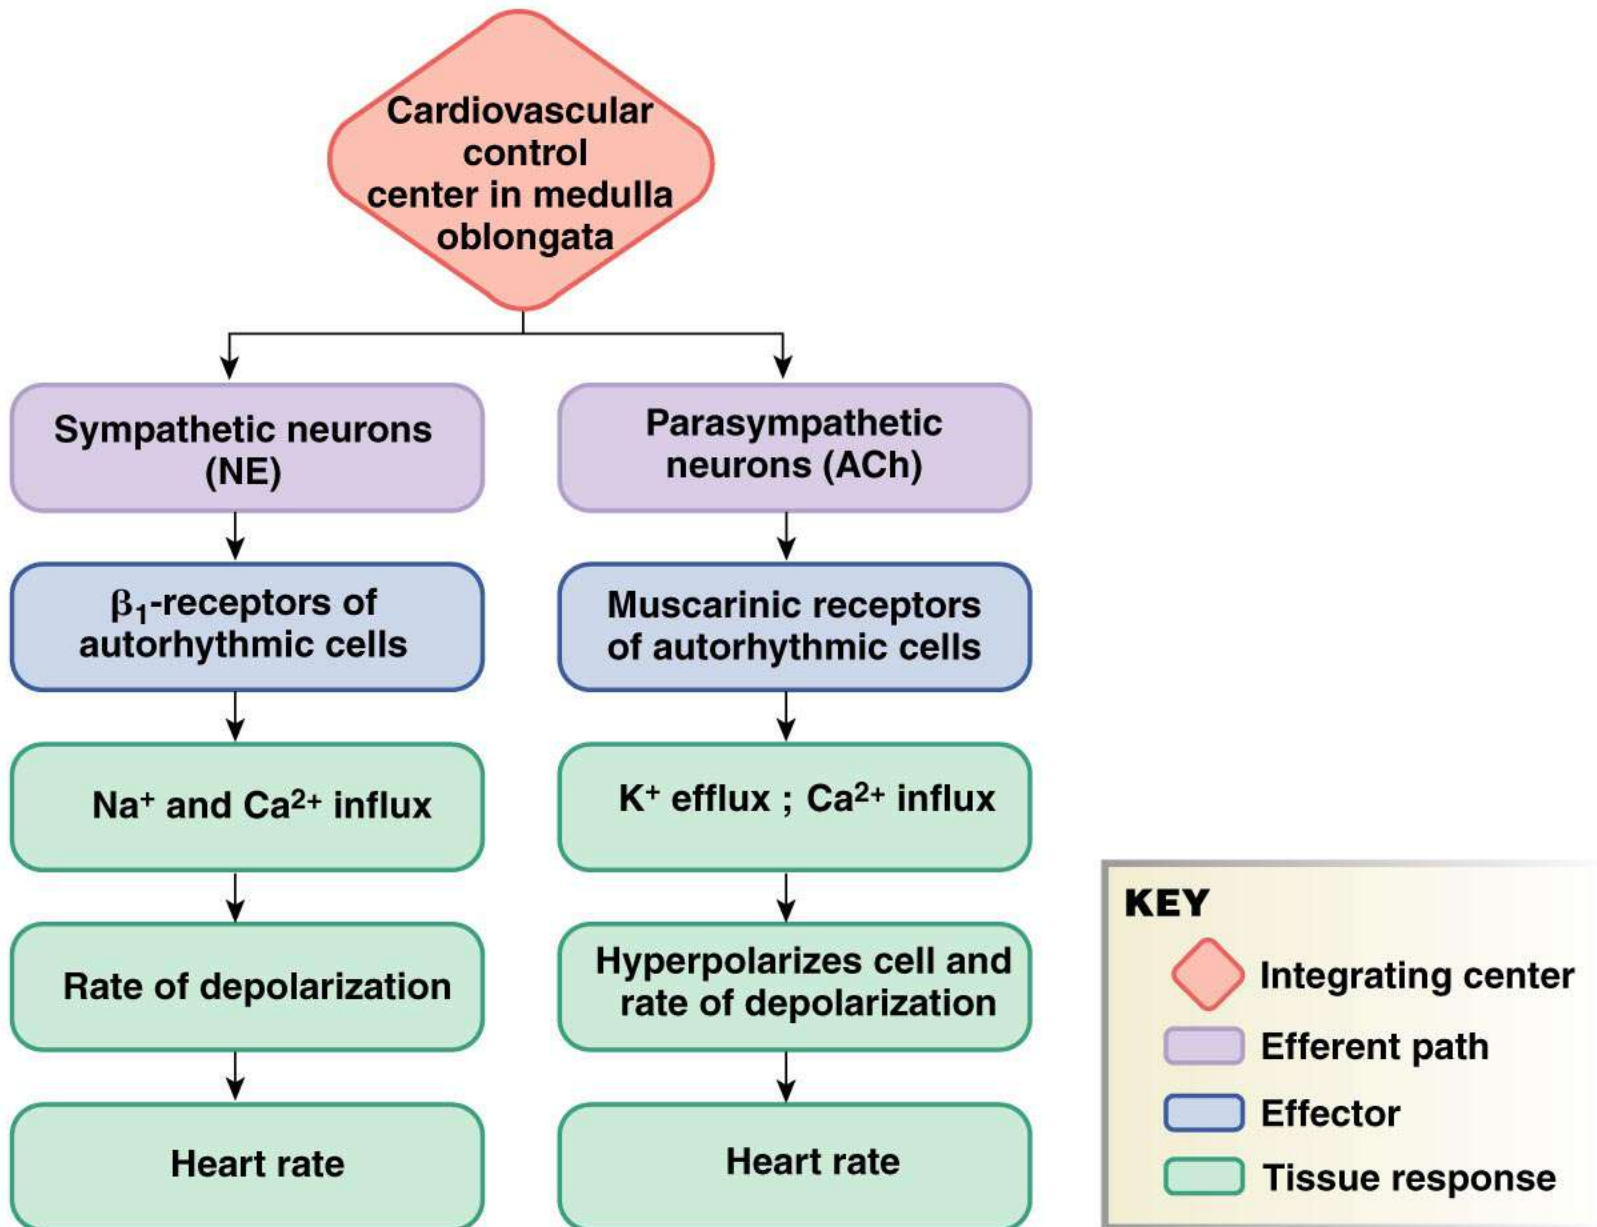 Cardiovascular
control
center in medulla
oblongata
Sympathetic neurons
(NE)
Parasympathetic
neurons (ACh)
β₁-receptors of
autorhythmic cells
Muscarinic receptors
of autorhythmic cells
Na⁺ and Ca²⁺ influx
K⁺ efflux ; Ca²⁺ influx
Rate of depolarization
Hyperpolarizes cell and
rate of depolarization
Heart rate
Heart rate
KEY
Integrating center
Efferent path
Effector
Tissue response